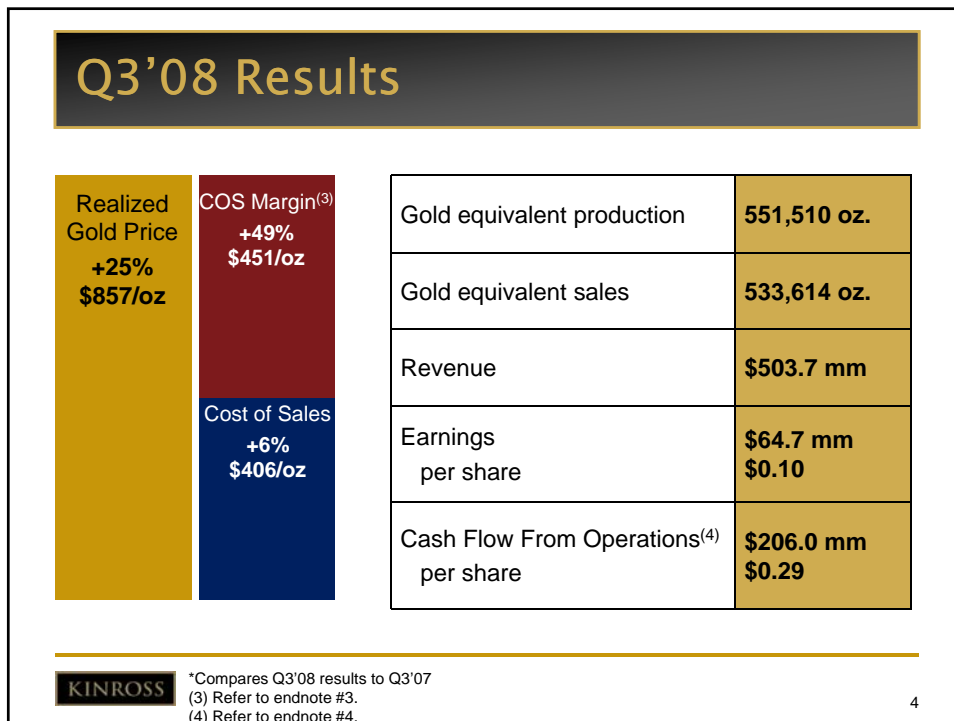 Q3’08 Results
Realized
Gold Price
+25%
$857/oz
COS Margin(3)
+49%
$451/oz
Cost of Sales
+6%
$406/oz
Gold equivalent production 551,510 oz.
Gold equivalent sales 533,614 oz.
Revenue $503.7 mm
Earnings $64.7 mm
per share $0.10
Cash Flow From Operations(4) $206.0 mm
per share $0.29
KINROSS
*Compares Q3’08 results to Q3’07
(3) Refer to endnote #3.
(4) Refer to endnote #4.
4